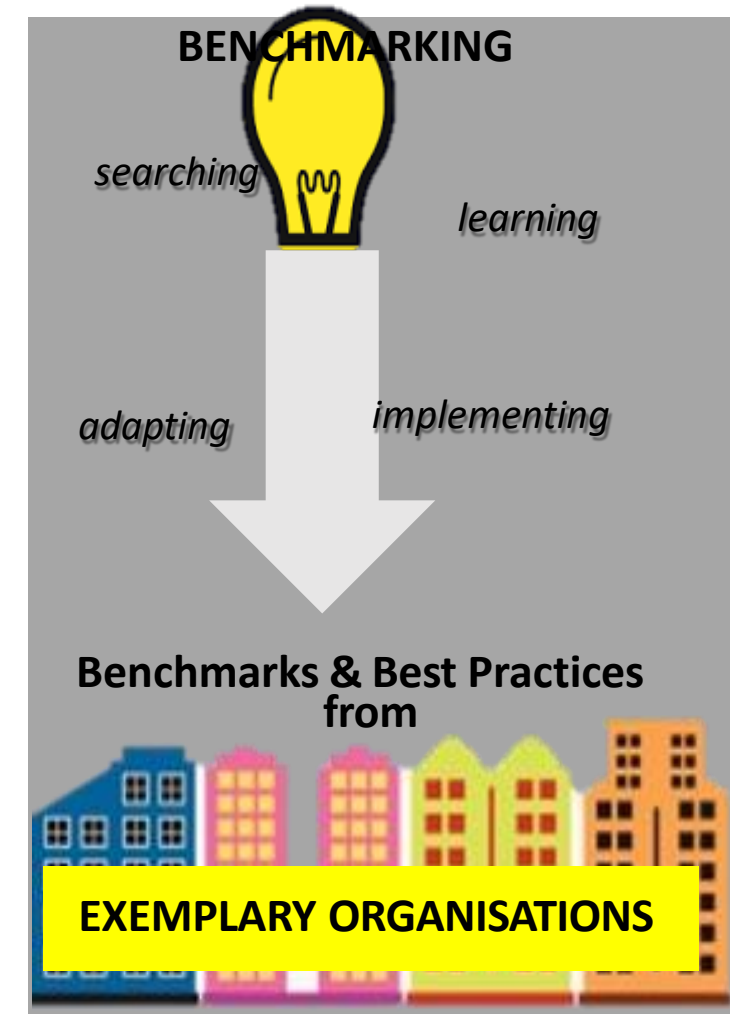 BENCHMARKING
searching
learning
adapting
implementing
Benchmarks & Best Practices
from
EXEMPLARY ORGANISATIONS